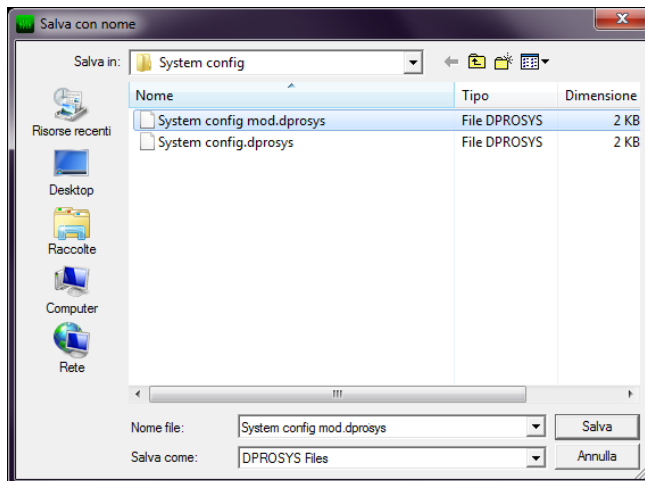 Salva con nome
Salva in:
System config
Nome Tipo Dimensione
System config mod.dprosys File DPROSYS 2 KB
System config.dprosys File DPROSYS 2 KB
Risorse recenti
Desktop
Raccolte
Computer
Rete
Nome file: System config mod.dprosys Salva
Salva come: DPROSYS Files Annulla